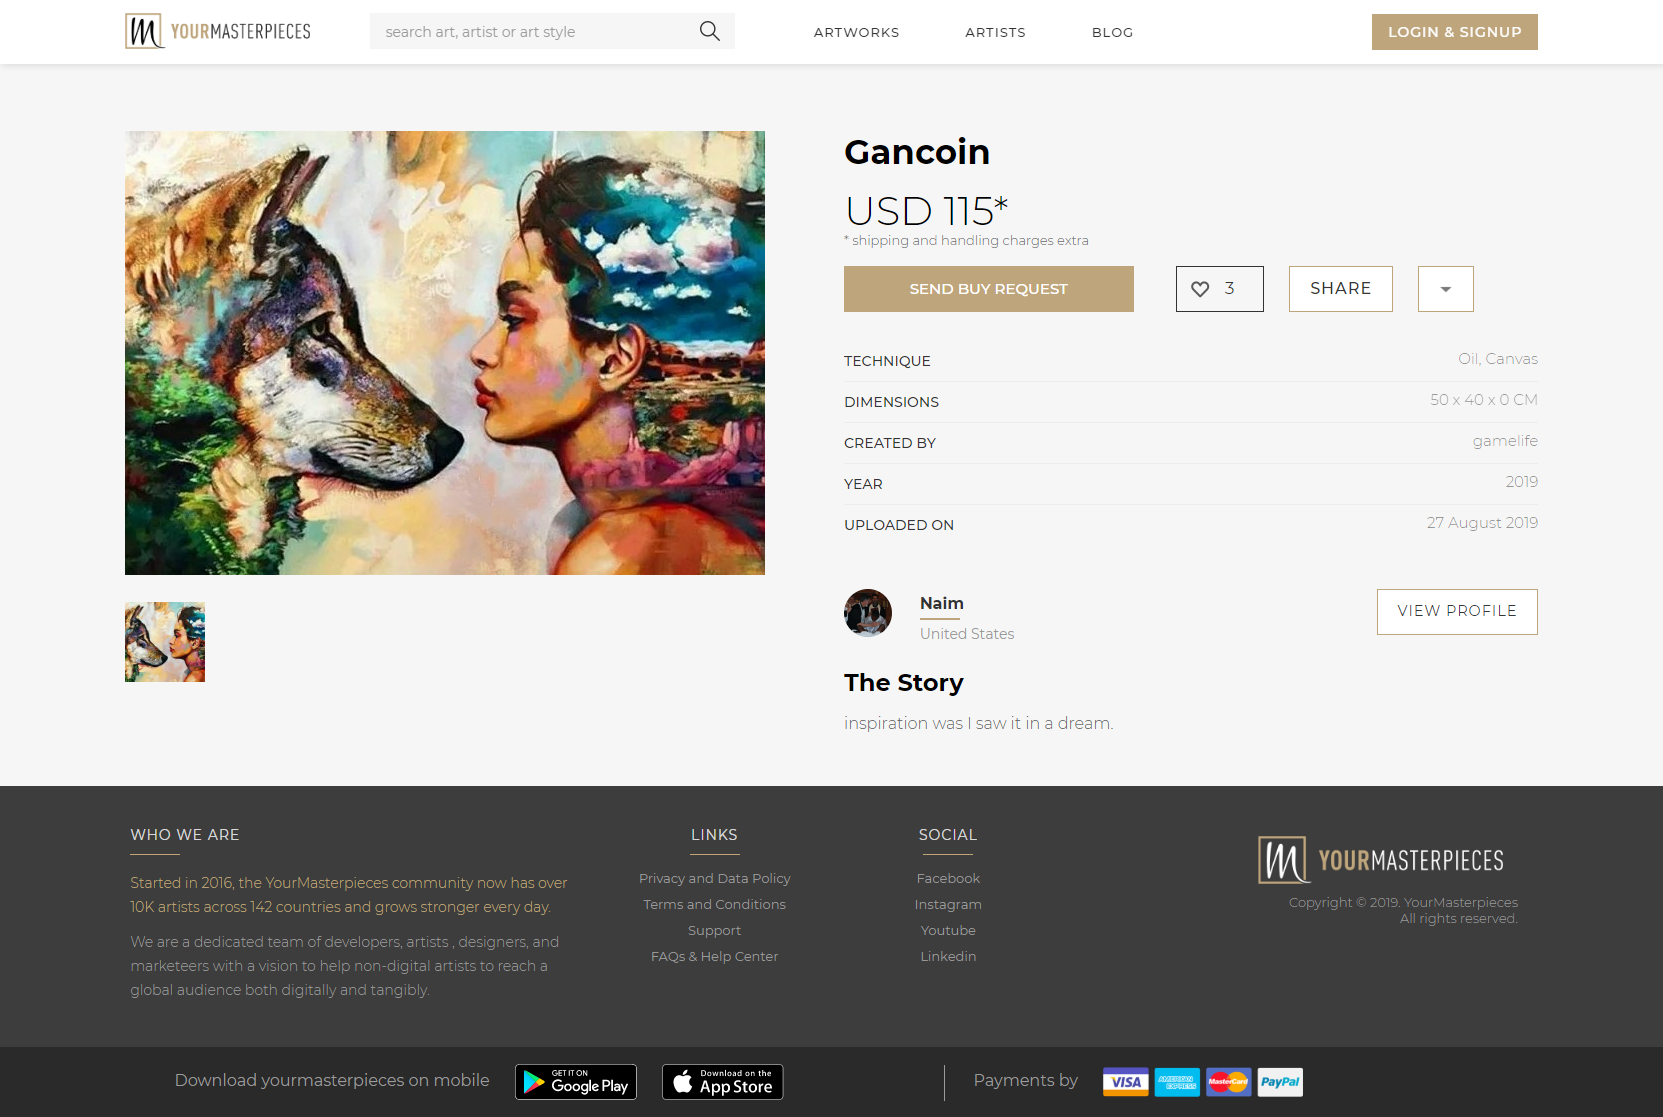 YOURMASTERPIECES
search art, artist or art style
ARTWORKS
ARTISTS
BLOG
LOGIN & SIGNUP
Gancoin
USD 115*
* shipping and handling charges extra
SEND BUY REQUEST
3
SHARE
TECHNIQUE
Oil, Canvas
DIMENSIONS
50 x 40 x 0 CM
CREATED BY
gamelife
YEAR
2019
UPLOADED ON
27 August 2019
Naim
United States
VIEW PROFILE
The Story
inspiration was I saw it in a dream.
WHO WE ARE
Started in 2016, the YourMasterpieces community now has over
10K artists across 142 countries and grows stronger every day.
We are a dedicated team of developers, artists , designers, and
marketeers with a vision to help non-digital artists to reach a
global audience both digitally and tangibly.
LINKS
Privacy and Data Policy
Terms and Conditions
Support
FAQs & Help Center
SOCIAL
Facebook
Instagram
Youtube
Linkedin
YOURMASTERPIECES
Copyright © 2019. YourMasterpieces
All rights reserved.
Download yourmasterpieces on mobile
GET IT ON
Google Play
Download on the
App Store
Payments by
VISA
AMERICAN
EXPRESS
MasterCard
PayPal